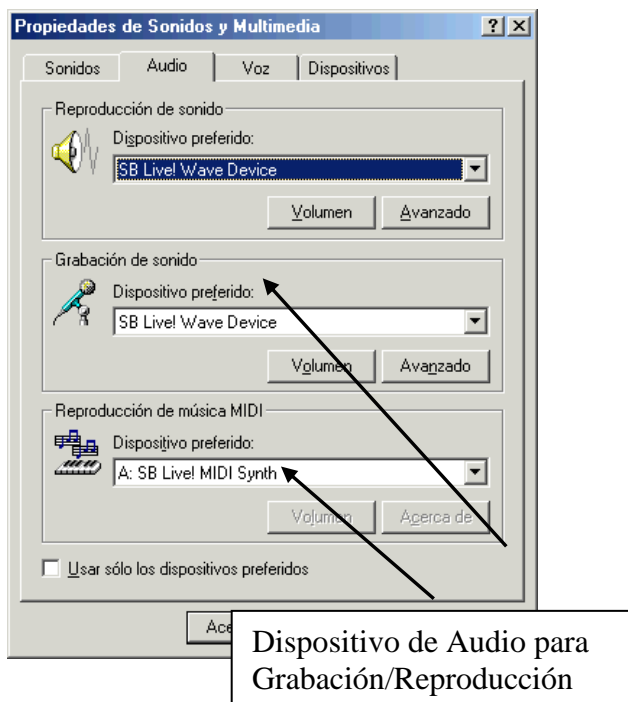 Propiedades de Sonidos y Multimedia
Sonidos Audio Voz Dispositivos
Reproducción de sonido
Dispositivo preferido:
SB Live! Wave Device
Volumen Avanzado
Grabación de sonido
Dispositivo preferido:
SB Live! Wave Device
Volumen Avanzado
Reproducción de música MIDI
Dispositivo preferido:
A: SB Live! MIDI Synth
Volumen Acerca de
Usar sólo los dispositivos preferidos
Dispositivo de Audio para
Grabación/Reproducción